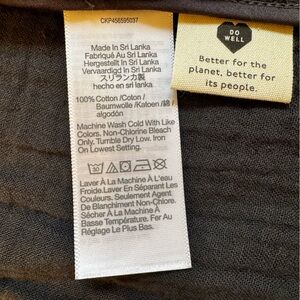 CKP456595037
Made In Sri Lanka
Fabriqué Au Sri Lanka
Hergestellt In Sri Lanka
Vervaardigd In Sri Lanka
スリランカ製
hecho en sri lanka
100% Cotton /Coton /
Baumwolle /Katoen /綿 /
algodón
Machine Wash Cold With Like
Colors. Non-Chlorine Bleach
Only. Tumble Dry Low. Iron
On Lowest Setting.
Laver À La Machine À L'eau
Froide.Laver En Séparant Les
Couleurs. Seulement Agent
De Blanchiment Non-Chlore.
Sécher À La Machine À
Basse Température. Fer Au
Réglage Le Plus Bas.
DO
WELL
Better for the
planet, better for
its people.